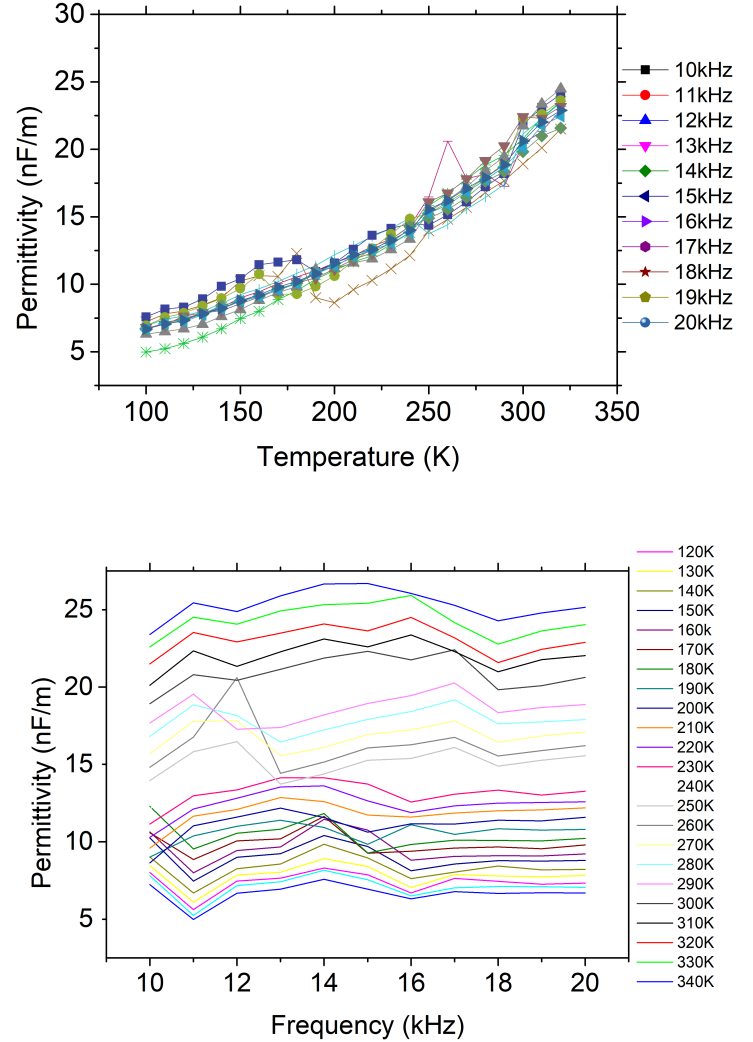 30
25
20
15
10
5
100 150 200 250 300 350
Permittivity (nF/m)
Temperature (K)
10kHz
11kHz
12kHz
13kHz
14kHz
15kHz
16kHz
17kHz
18kHz
19kHz
20kHz
25
20
15
10
5
10 12 14 16 18 20
Permittivity (nF/m)
Frequency (kHz)
120K
130K
140K
150K
160k
170K
180K
190K
200K
210K
220K
230K
240K
250K
260K
270K
280K
290K
300K
310K
320K
330K
340K